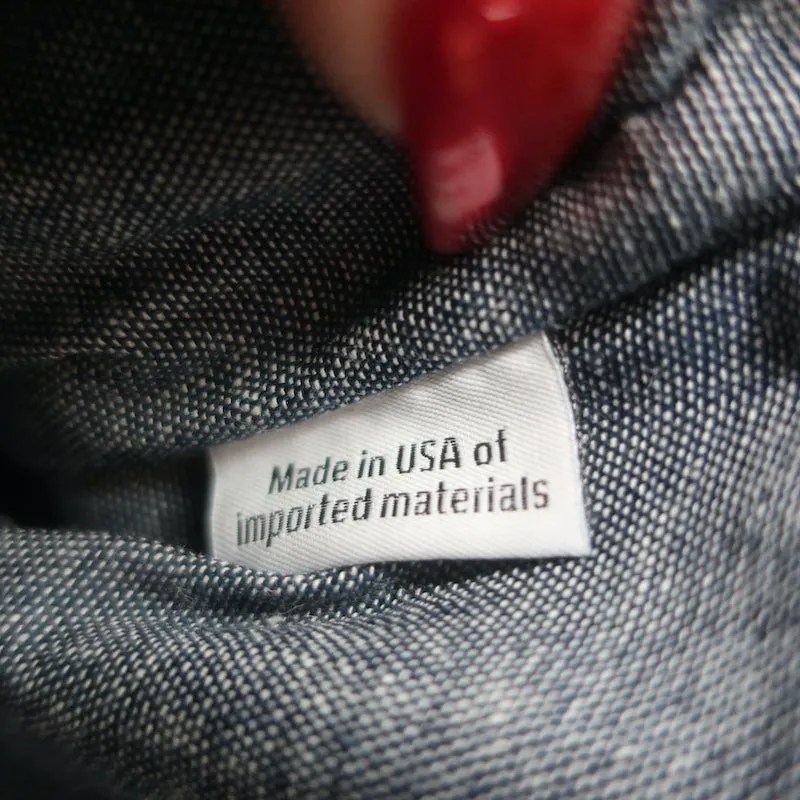 Made in USA of
imported materials